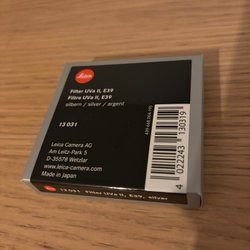 Leica
Filter UVa II, E39
Filtre UVa II, E39
silbern / silver / argent
13 031
Leica Camera AG
Am Leitz-Park 5
D-35578 Wetzlar
www.leica-camera.com
Made in Japan
4 022243 130319
13 031 Filter UVa II, E39, silver